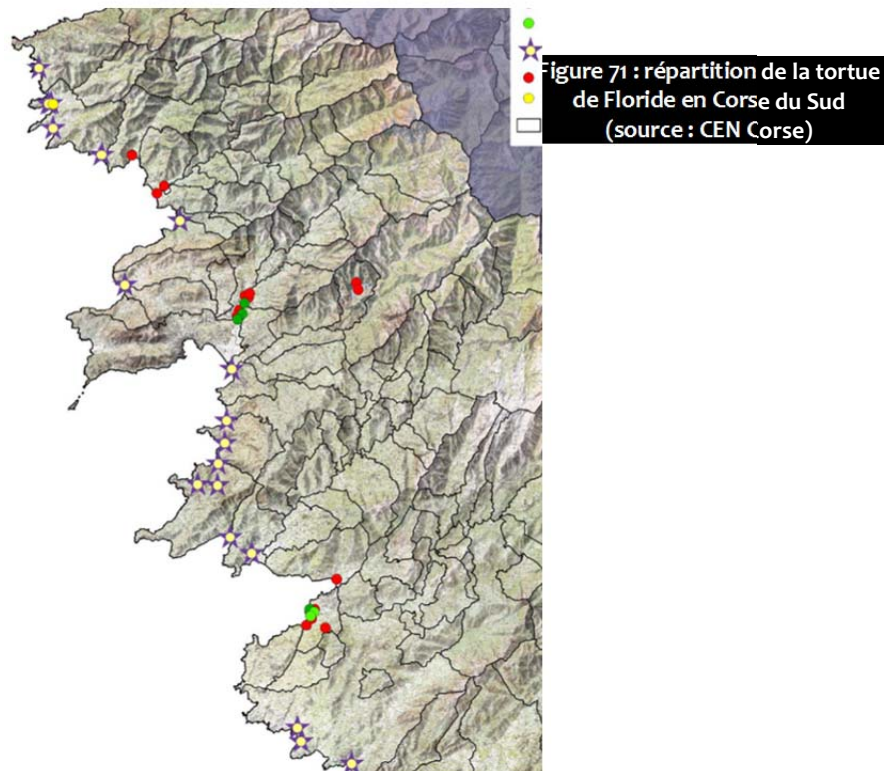 Figure 71 : répartition de la tortue
de Floride en Corse du Sud
(source : CEN Corse)